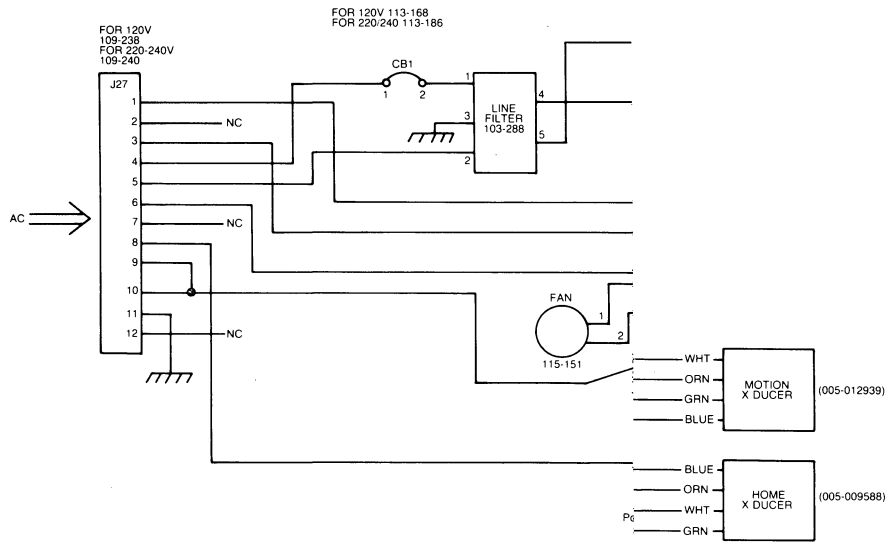 FOR 120V 113-168
FOR 220/240 113-186
FOR 120V
109-238
FOR 220-240V
109-240
J27
CB1
1 2
1
2 NC
3
4
5
6
7 NC
8
9
10
11
12 NC
AC
1
3
2
LINE
FILTER
103-288
4
5
FAN
1
2
115-151
WHT
ORN
GRN
BLUE
MOTION
X DUCER
(005-012939)
BLUE
ORN
WHT
GRN
HOME
X DUCER
(005-009588)